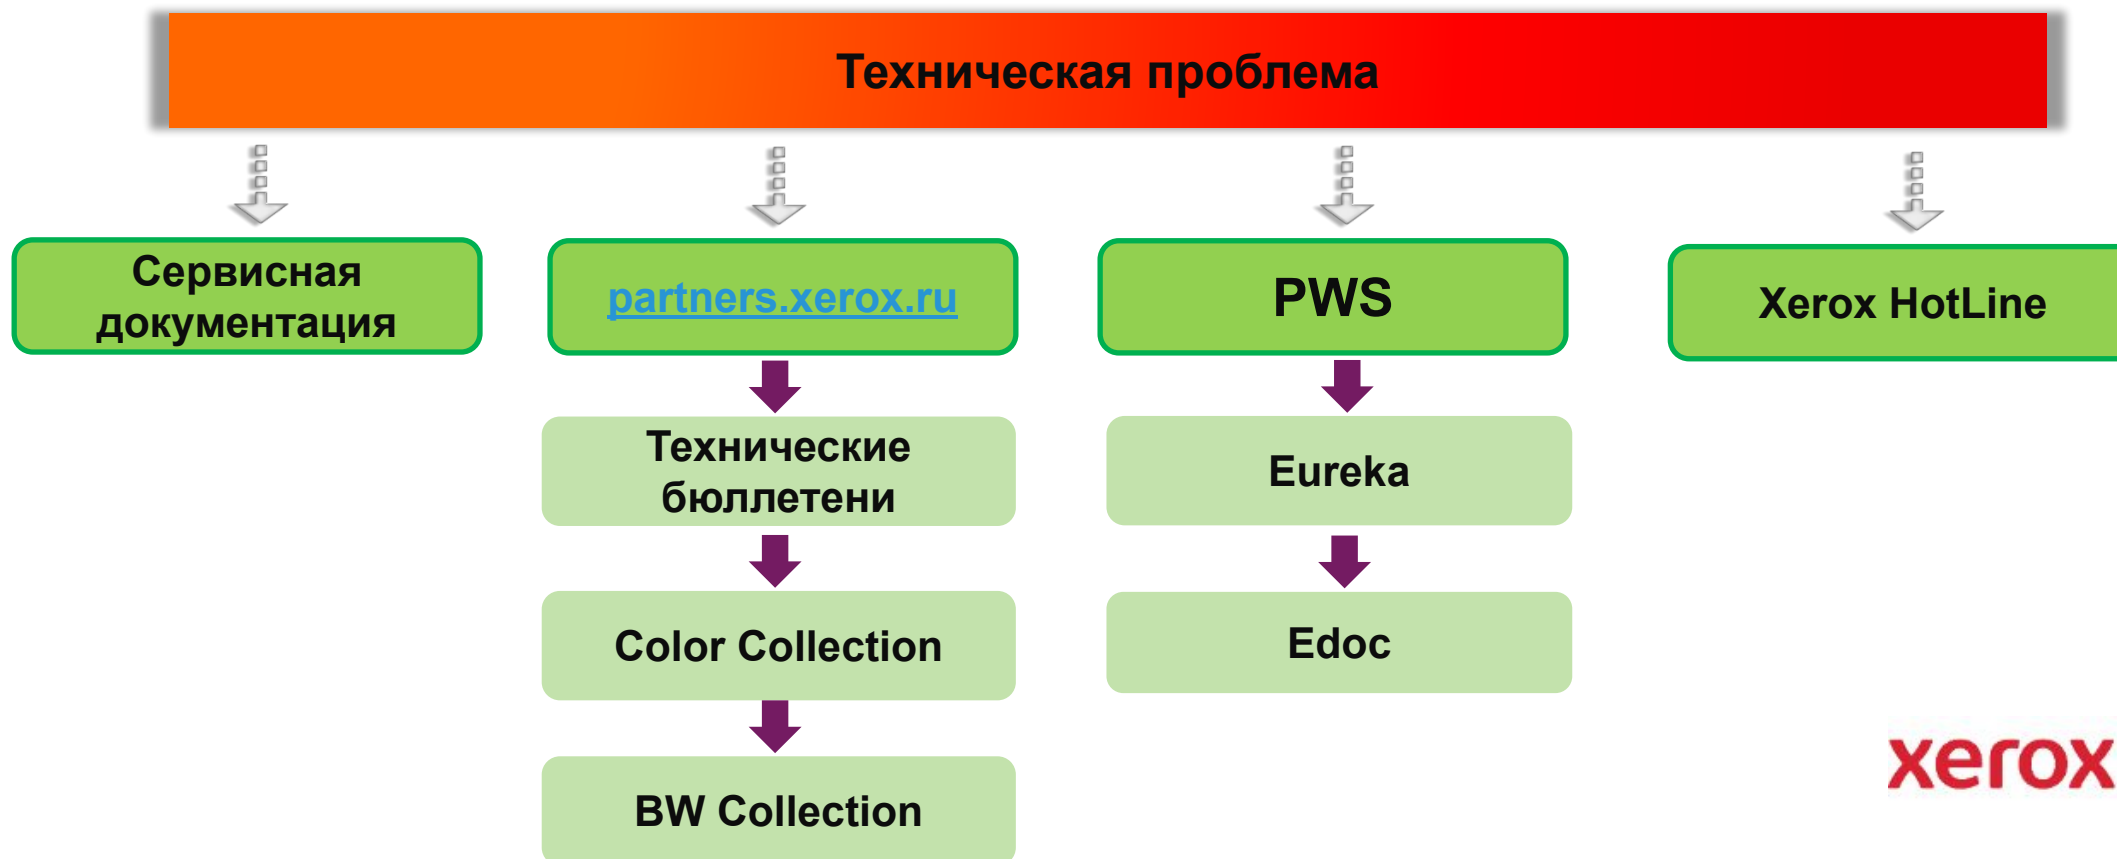 Техническая проблема
Сервисная
документация
partners.xerox.ru
PWS
Xerox HotLine
Технические
бюллетени
Eureka
Color Collection
Edoc
BW Collection
xerox